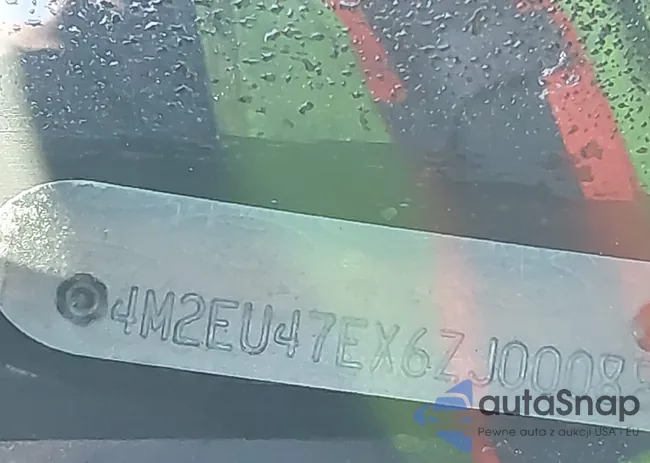 4M2EU47EX6ZJ0008
autaSnap
Pewne auta z aukcji USA i EU